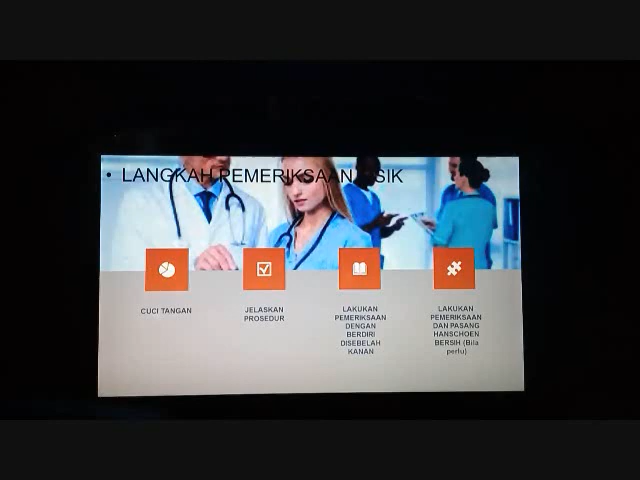 • LANGKAH PEMERIKSAAN FISIK
CUCI TANGAN
JELASKAN
PROSEDUR
LAKUKAN
PEMERIKSAAN
DENGAN
BERDIRI
DISEBELAH
KANAN
LAKUKAN
PEMERIKSAAN
DAN PASANG
HANSCHOEN
BERSIH (Bila
perlu)